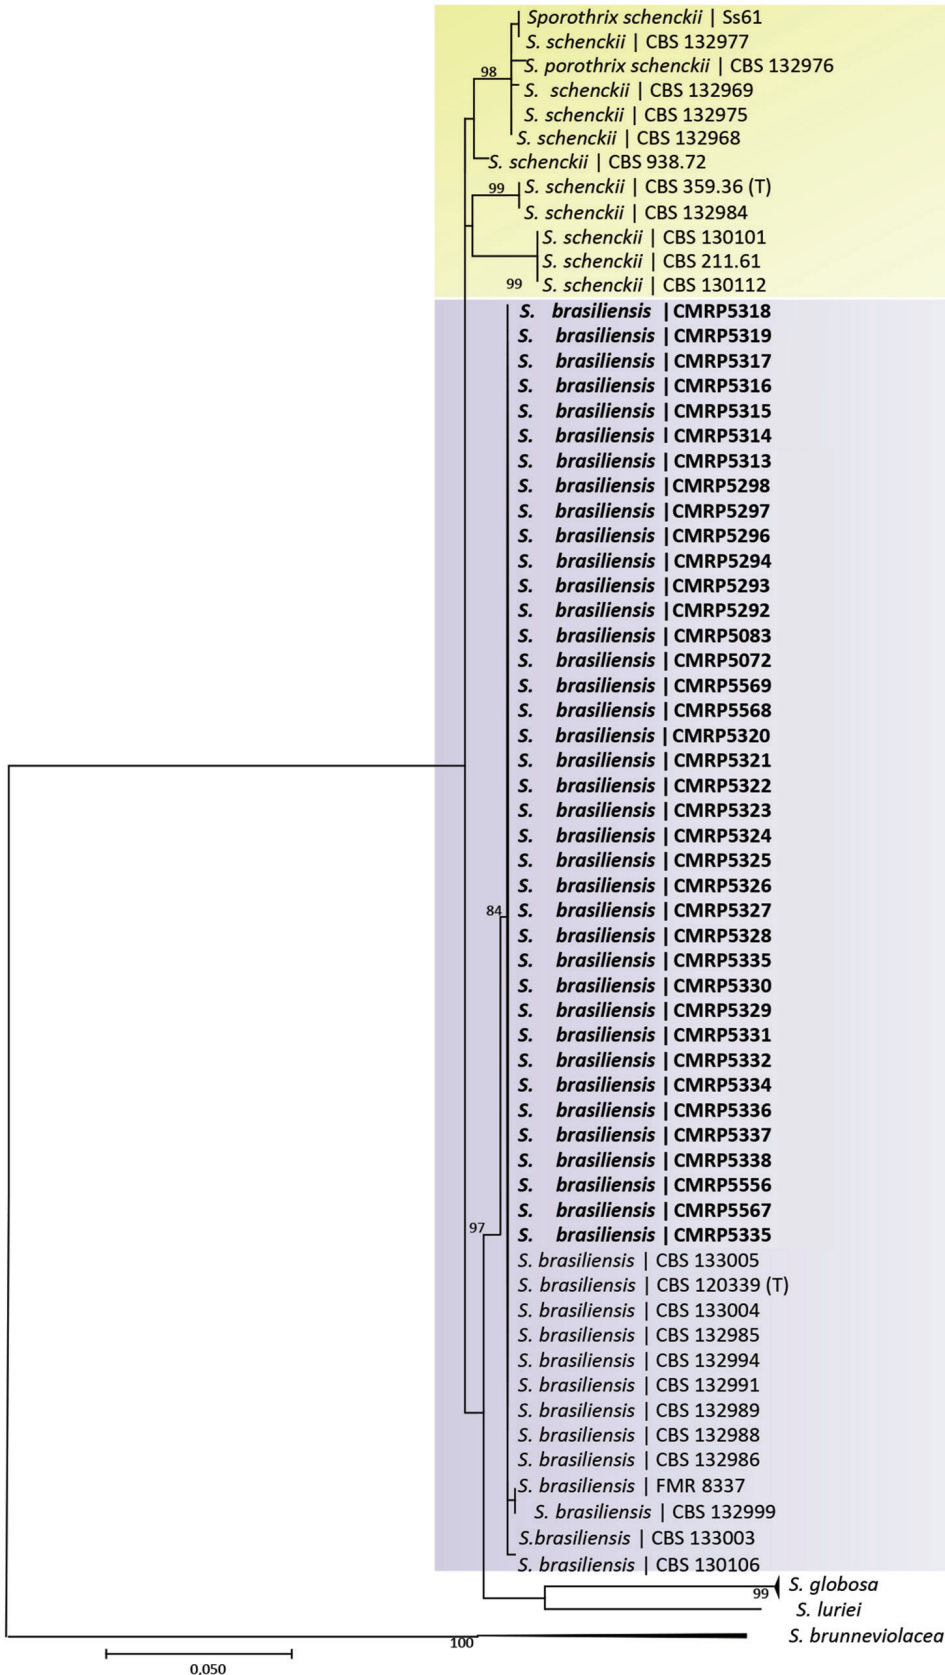 Sporothrix schenckii | Ss61
S. schenckii | CBS 132977
98 S. porothrix schenckii | CBS 132976
S. schenckii | CBS 132969
S. schenckii | CBS 132975
S. schenckii | CBS 132968
S. schenckii | CBS 938.72
99 S. schenckii | CBS 359.36 (T)
S. schenckii | CBS 132984
S. schenckii | CBS 130101
S. schenckii | CBS 211.61
99 S. schenckii | CBS 130112
S. brasiliensis | CMRP5318
S. brasiliensis | CMRP5319
S. brasiliensis | CMRP5317
S. brasiliensis | CMRP5316
S. brasiliensis | CMRP5315
S. brasiliensis | CMRP5314
S. brasiliensis | CMRP5313
S. brasiliensis | CMRP5298
S. brasiliensis | CMRP5297
S. brasiliensis | CMRP5296
S. brasiliensis | CMRP5294
S. brasiliensis | CMRP5293
S. brasiliensis | CMRP5292
S. brasiliensis | CMRP5083
S. brasiliensis | CMRP5072
S. brasiliensis | CMRP5569
S. brasiliensis | CMRP5568
S. brasiliensis | CMRP5320
S. brasiliensis | CMRP5321
S. brasiliensis | CMRP5322
S. brasiliensis | CMRP5323
S. brasiliensis | CMRP5324
S. brasiliensis | CMRP5325
S. brasiliensis | CMRP5326
84 S. brasiliensis | CMRP5327
S. brasiliensis | CMRP5328
S. brasiliensis | CMRP5335
S. brasiliensis | CMRP5330
S. brasiliensis | CMRP5329
S. brasiliensis | CMRP5331
S. brasiliensis | CMRP5332
S. brasiliensis | CMRP5334
S. brasiliensis | CMRP5336
S. brasiliensis | CMRP5337
S. brasiliensis | CMRP5338
S. brasiliensis | CMRP5556
S. brasiliensis | CMRP5567
97 S. brasiliensis | CMRP5335
S. brasiliensis | CBS 133005
S. brasiliensis | CBS 120339 (T)
S. brasiliensis | CBS 133004
S. brasiliensis | CBS 132985
S. brasiliensis | CBS 132994
S. brasiliensis | CBS 132991
S. brasiliensis | CBS 132989
S. brasiliensis | CBS 132988
S. brasiliensis | CBS 132986
S. brasiliensis | FMR 8337
S. brasiliensis | CBS 132999
S.brasiliensis | CBS 133003
S. brasiliensis | CBS 130106
99 S. globosa
S. luriei
100 S. brunneviolacea
0,050